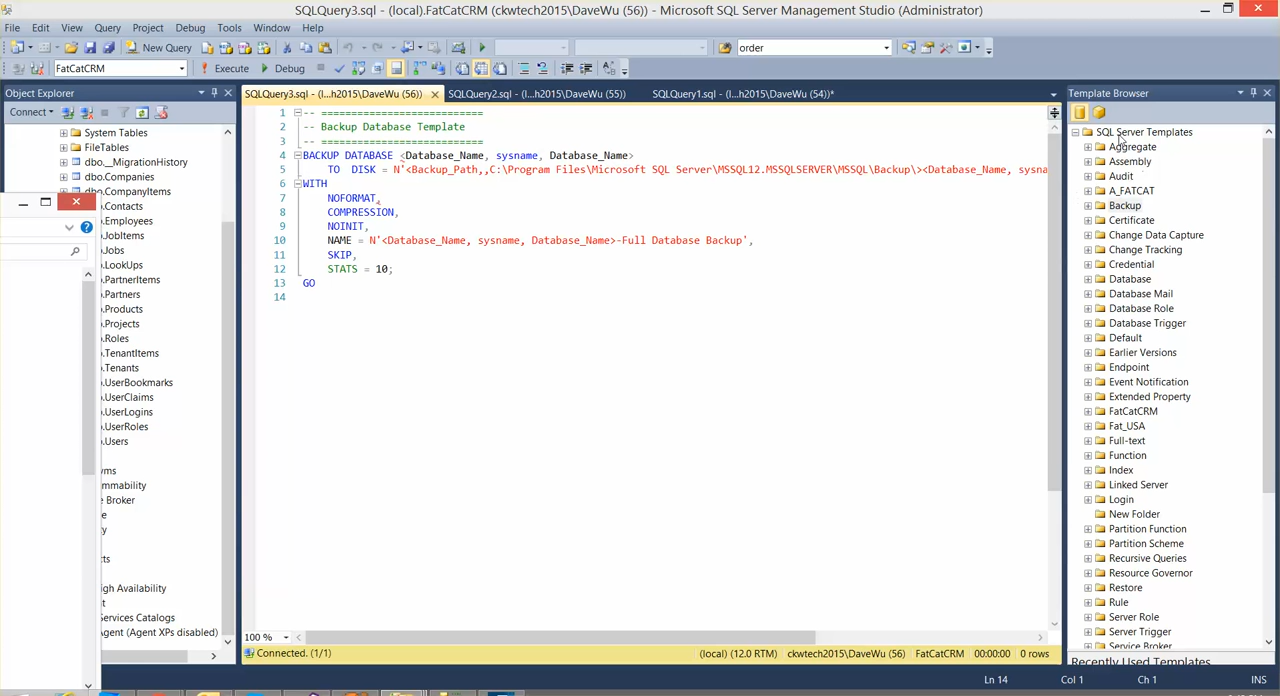 SQLQuery3.sql - (local).FatCatCRM (ckwtech2015\DaveWu (56)) - Microsoft SQL Server Management Studio (Administrator)
File Edit View Query Project Debug Tools Window Help
New Query order
FatCatCRM Execute Debug
Object Explorer
Connect
System Tables
FileTables
dbo.__MigrationHistory
dbo.Companies
dbo.CompanyItems
.Contacts
.Employees
.JobItems
.Jobs
.LookUps
.PartnerItems
.Partners
.Products
.Projects
.Roles
.TenantItems
.Tenants
.UserBookmarks
.UserClaims
.UserLogins
.UserRoles
.Users
yms
mmability
e Broker
e
y
cts
igh Availability
t
Services Catalogs
Agent (Agent XPs disabled)
SQLQuery3.sql - (l...h2015\DaveWu (56)) SQLQuery2.sql - (l...h2015\DaveWu (55)) SQLQuery1.sql - (l...h2015\DaveWu (54))*
1 -- =========================
2 -- Backup Database Template
3 -- =========================
4 BACKUP DATABASE <Database_Name, sysname, Database_Name>
5 TO DISK = N'<Backup_Path,,C:\Program Files\Microsoft SQL Server\MSSQL12.MSSQLSERVER\MSSQL\Backup\><Database_Name, sysna
6 WITH
7 NOFORMAT,
8 COMPRESSION,
9 NOINIT,
10 NAME = N'<Database_Name, sysname, Database_Name>-Full Database Backup',
11 SKIP,
12 STATS = 10;
13 GO
14
100 %
Connected. (1/1) (local) (12.0 RTM) ckwtech2015\DaveWu (56) FatCatCRM 00:00:00 0 rows
Template Browser
SQL Server Templates
Aggregate
Assembly
Audit
A_FATCAT
Backup
Certificate
Change Data Capture
Change Tracking
Credential
Database
Database Mail
Database Role
Database Trigger
Default
Earlier Versions
Endpoint
Event Notification
Extended Property
FatCatCRM
Fat_USA
Full-text
Function
Index
Linked Server
Login
New Folder
Partition Function
Partition Scheme
Recursive Queries
Resource Governor
Restore
Rule
Server Role
Server Trigger
Service Broker
Recently Used Templates
Ln 14 Col 1 Ch 1 INS